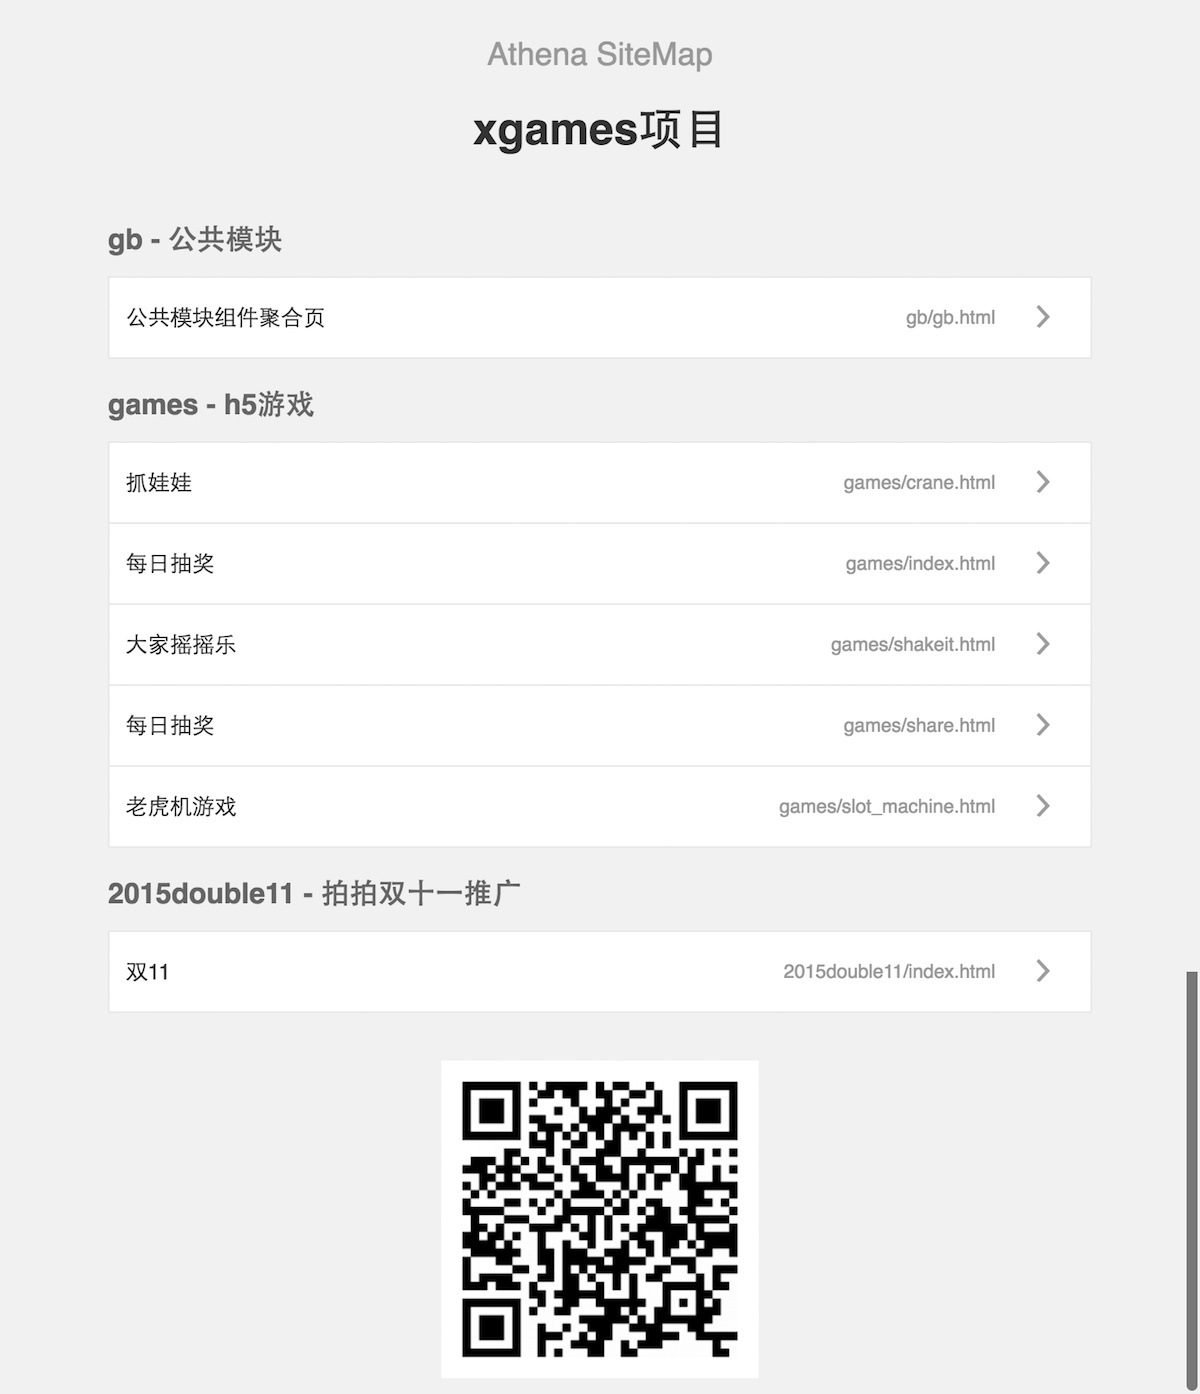 Athena SiteMap
xgames项目
gb - 公共模块
公共模块组件聚合页 gb/gb.html
games - h5游戏
抓娃娃 games/crane.html
每日抽奖 games/index.html
大家摇摇乐 games/shakeit.html
每日抽奖 games/share.html
老虎机游戏 games/slot_machine.html
2015double11 - 拍拍双十一推广
双11 2015double11/index.html